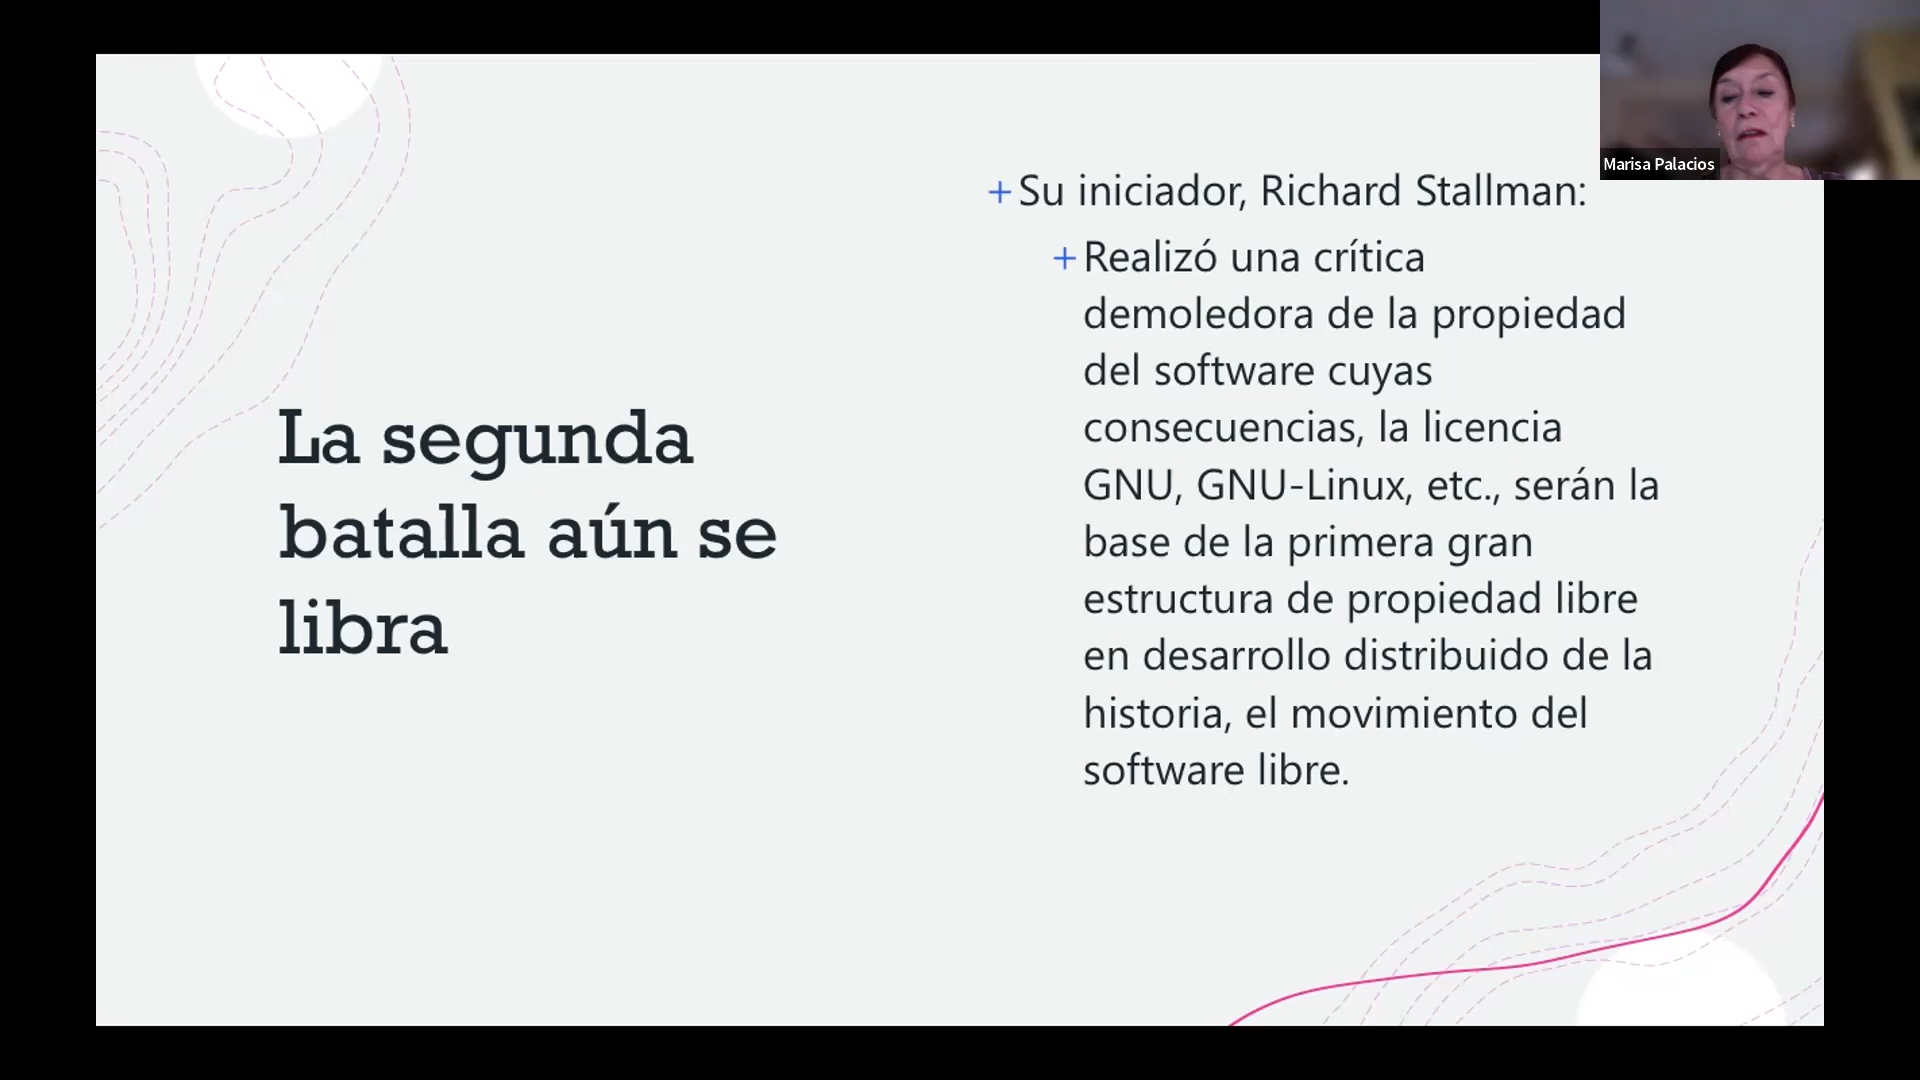 La segunda
batalla aún se
libra
+ Su iniciador, Richard Stallman:
+ Realizó una crítica
demoledora de la propiedad
del software cuyas
consecuencias, la licencia
GNU, GNU-Linux, etc., serán la
base de la primera gran
estructura de propiedad libre
en desarrollo distribuido de la
historia, el movimiento del
software libre.
Marisa Palacios